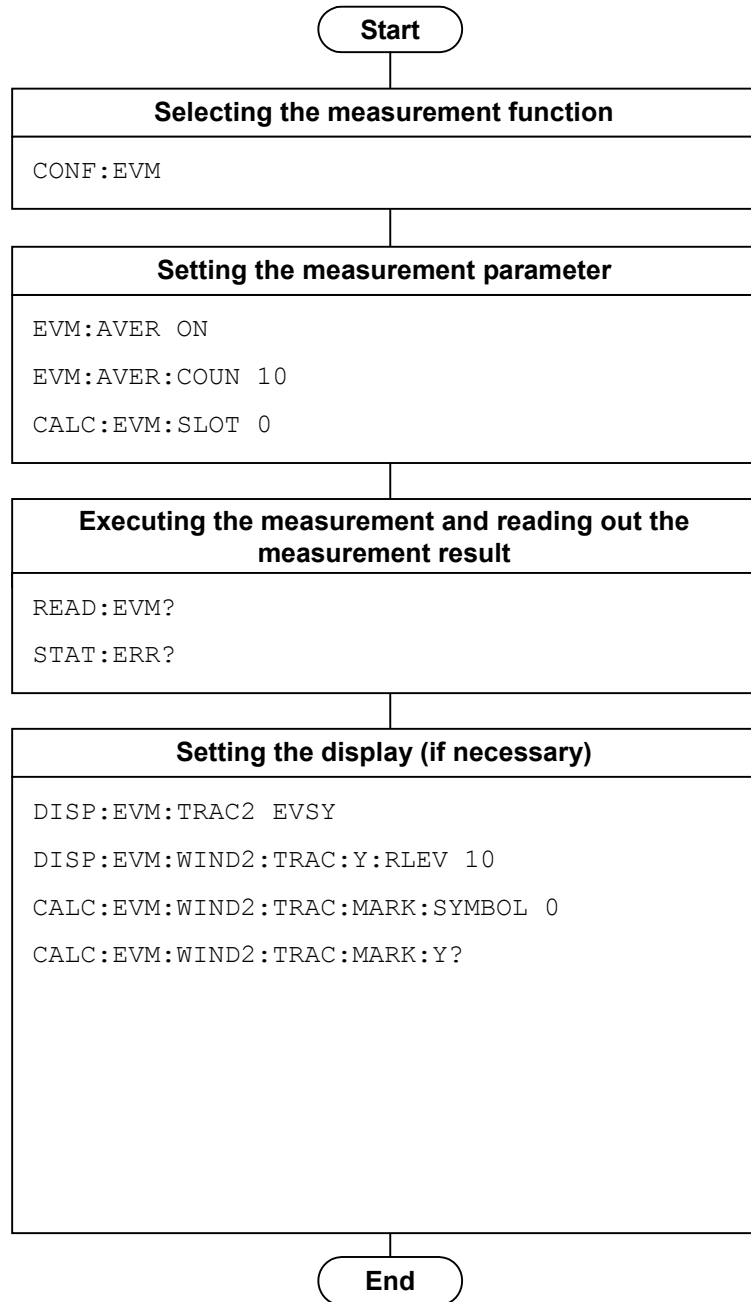 Start
Selecting the measurement function
CONF:EVM
Setting the measurement parameter
EVM:AVER ON
EVM:AVER:COUN 10
CALC:EVM:SLOT 0
Executing the measurement and reading out the
measurement result
READ:EVM?
STAT:ERR?
Setting the display (if necessary)
DISP:EVM:TRAC2 EVSY
DISP:EVM:WIND2:TRAC:Y:RLEV 10
CALC:EVM:WIND2:TRAC:MARK:SYMBOL 0
CALC:EVM:WIND2:TRAC:MARK:Y?
End